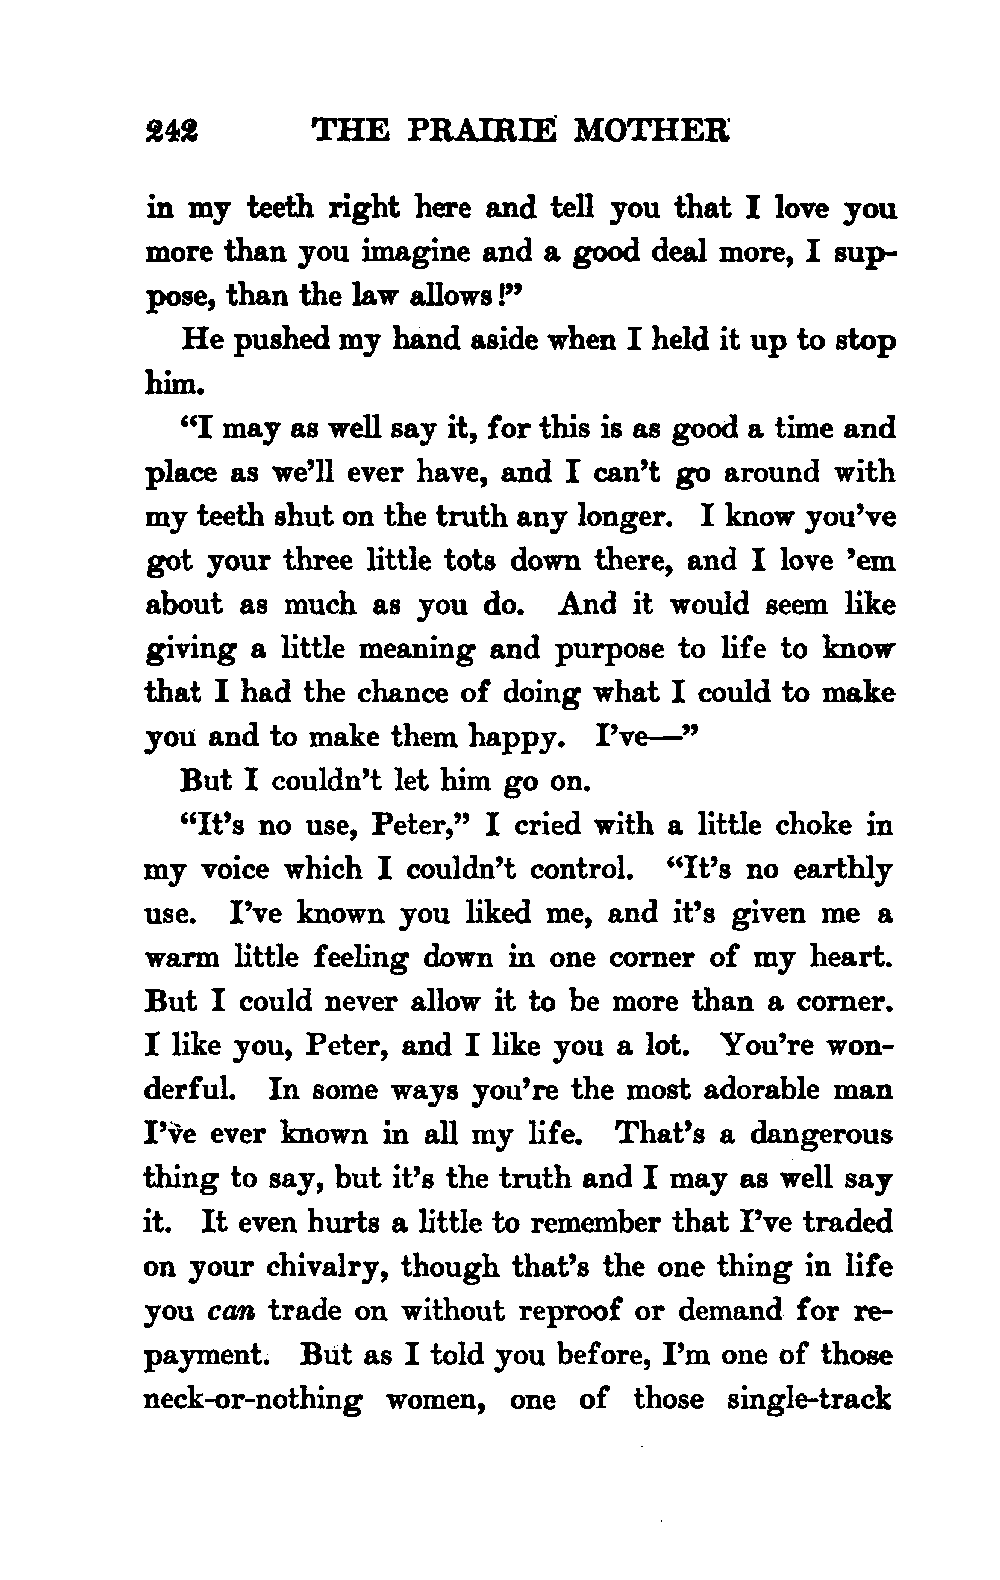 242 THE PRAIRIE MOTHER
in my teeth right here and tell you that I love you
more than you imagine and a good deal more, I sup-
pose, than the law allows!”
He pushed my hand aside when I held it up to stop
him.
“I may as well say it, for this is as good a time and
place as we’ll ever have, and I can’t go around with
my teeth shut on the truth any longer. I know you’ve
got your three little tots down there, and I love ’em
about as much as you do. And it would seem like
giving a little meaning and purpose to life to know
that I had the chance of doing what I could to make
you and to make them happy. I’ve—”
But I couldn’t let him go on.
“It’s no use, Peter,” I cried with a little choke in
my voice which I couldn’t control. “It’s no earthly
use. I’ve known you liked me, and it’s given me a
warm little feeling down in one corner of my heart.
But I could never allow it to be more than a corner.
I like you, Peter, and I like you a lot. You’re won-
derful. In some ways you’re the most adorable man
I’ve ever known in all my life. That’s a dangerous
thing to say, but it’s the truth and I may as well say
it. It even hurts a little to remember that I’ve traded
on your chivalry, though that’s the one thing in life
you can trade on without reproof or demand for re-
payment. But as I told you before, I’m one of those
neck-or-nothing women, one of those single-track